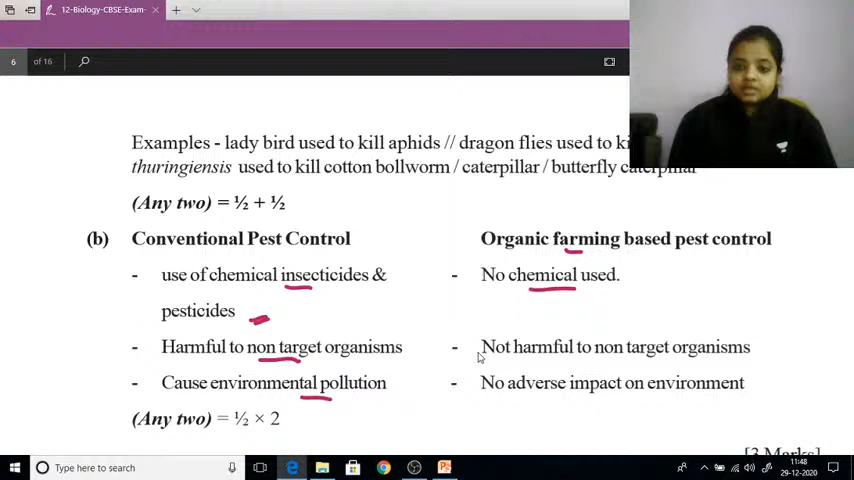 12-Biology-CBSE-Exam-
6 of 16
Examples - lady bird used to kill aphids // dragon flies used to
thuringiensis used to kill cotton bollworm / caterpillar / butterfly caterpillar
(Any two) = ½ + ½
(b) Conventional Pest Control Organic farming based pest control
- use of chemical insecticides & - No chemical used.
pesticides
- Harmful to non target organisms - Not harmful to non target organisms
- Cause environmental pollution - No adverse impact on environment
(Any two) = ½ × 2
[3 Marks]
Type here to search
11:48
29-12-2020